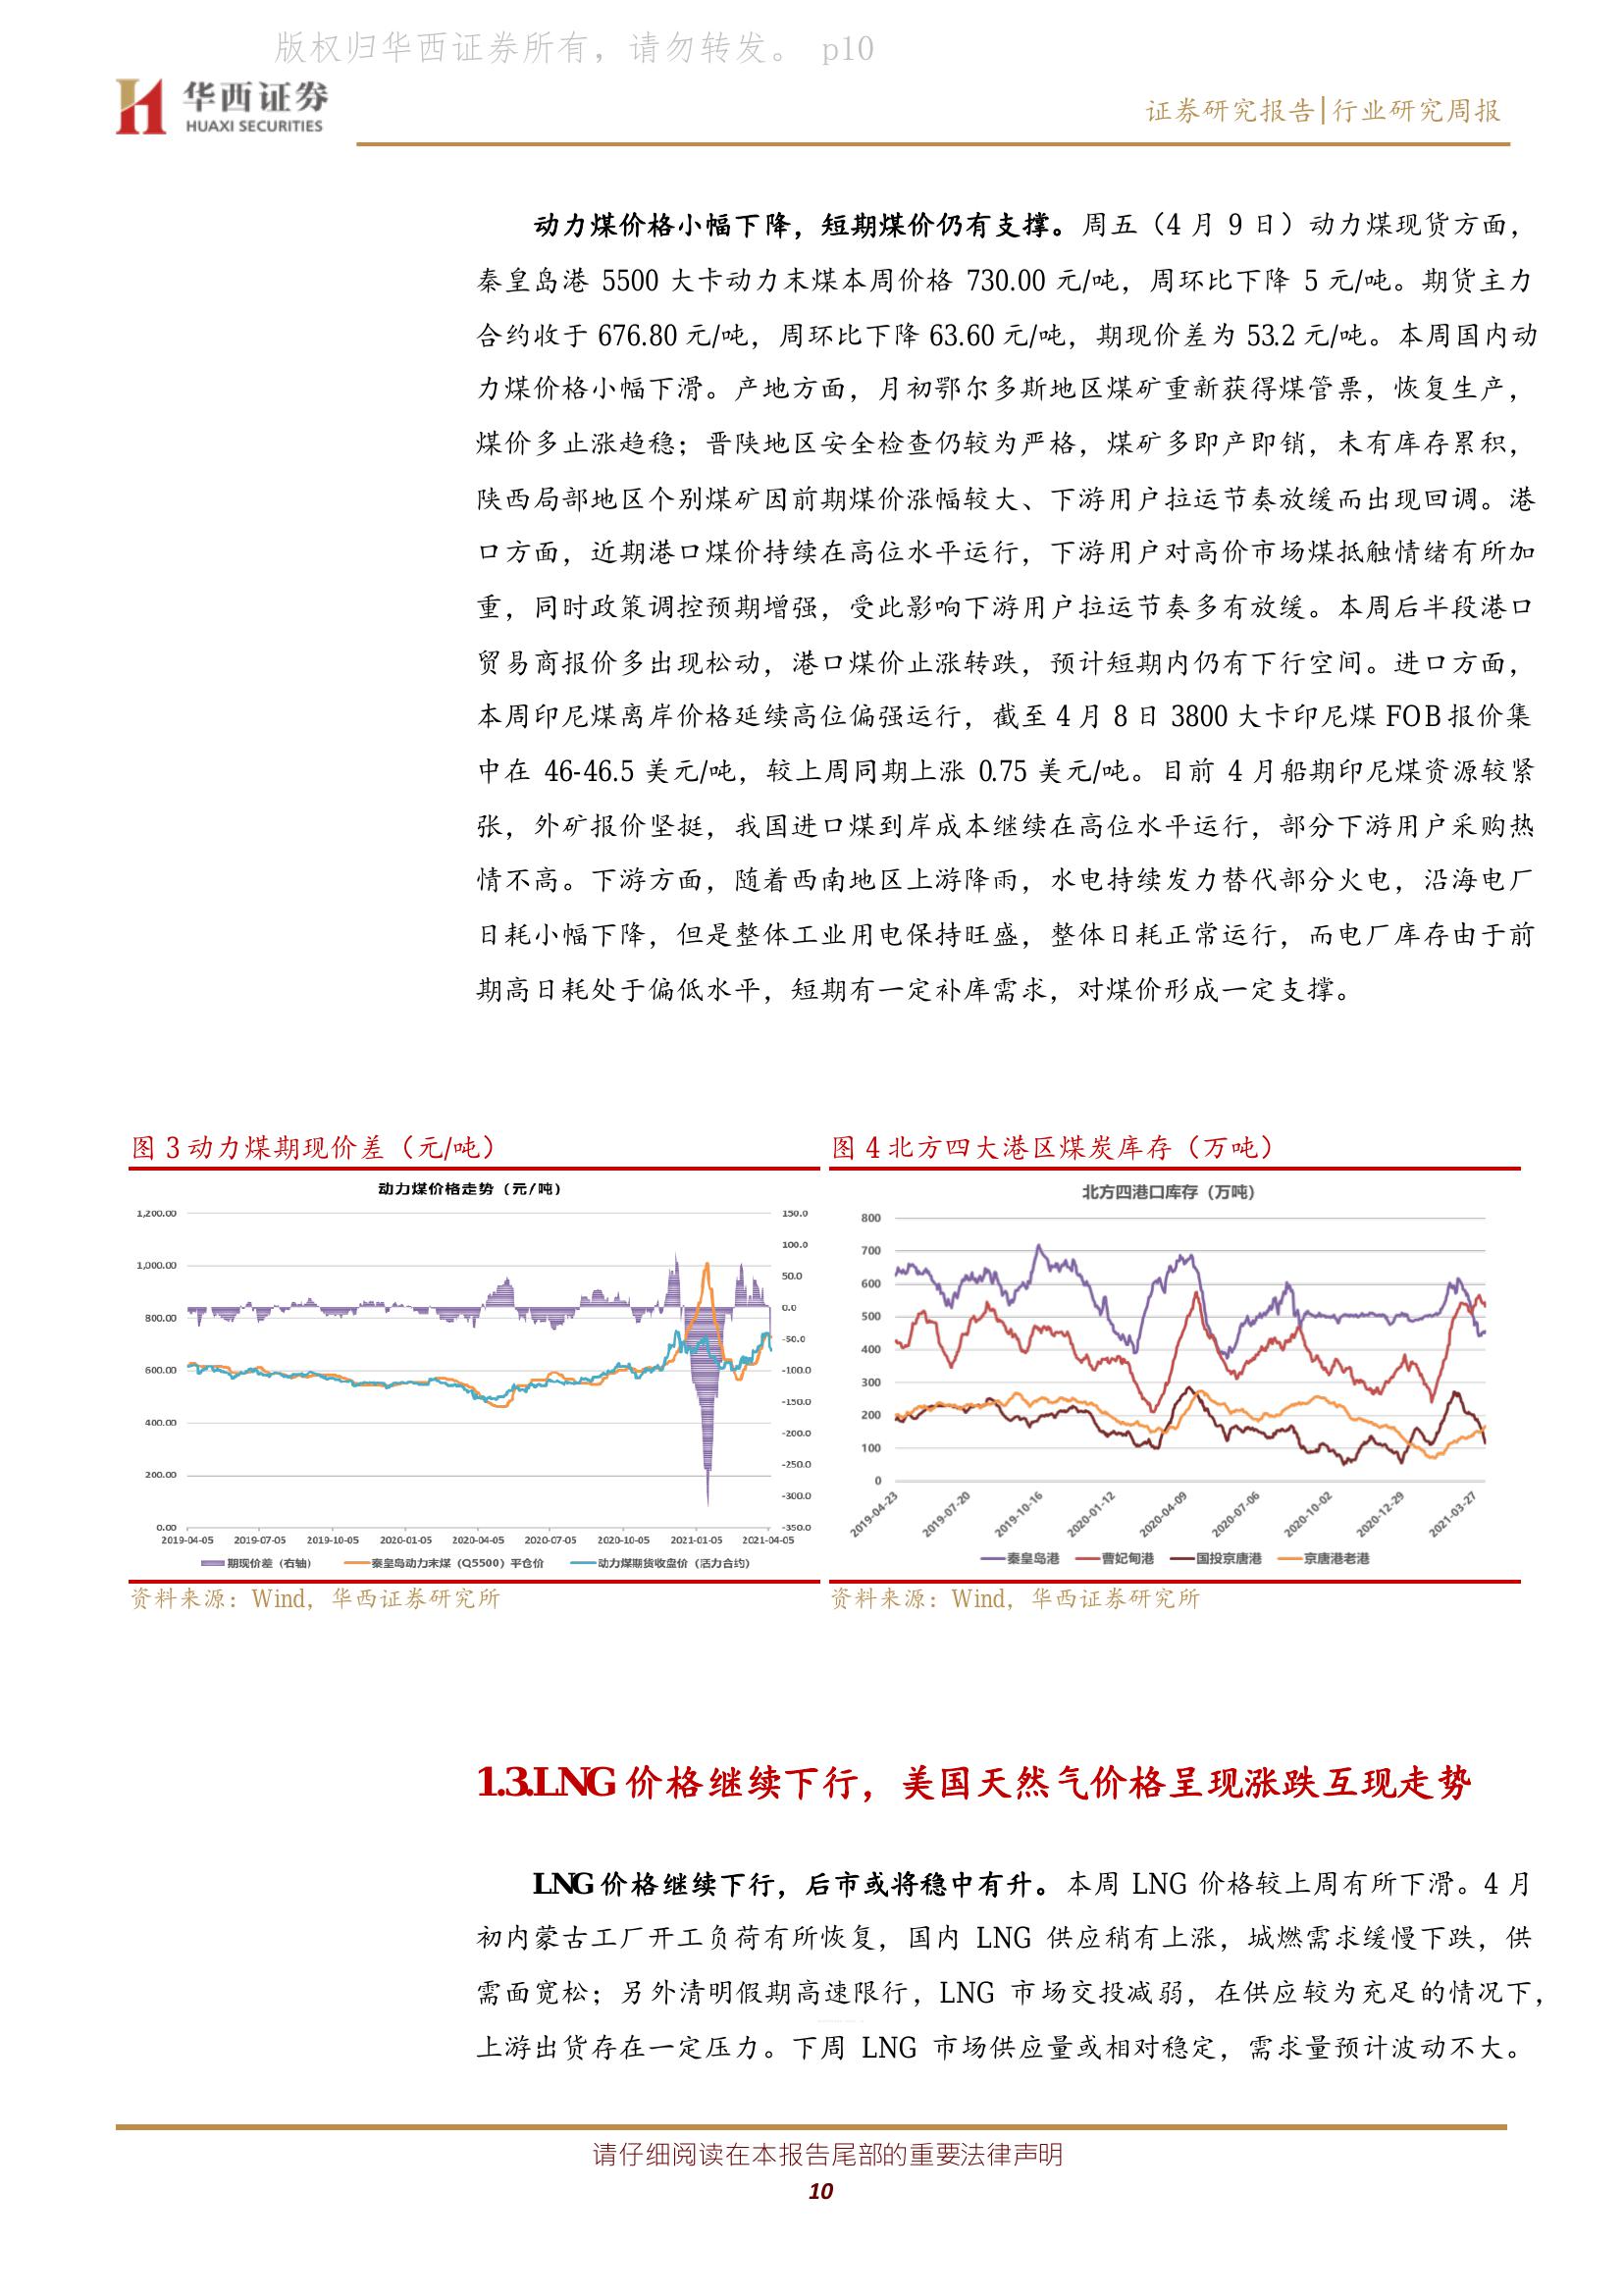 版权归华西证券所有，请勿转发。 p10
华西证券
HUAXI SECURITIES
证券研究报告|行业研究周报
动力煤价格小幅下降，短期煤价仍有支撑。周五（4 月 9 日）动力煤现货方面，
秦皇岛港 5500 大卡动力末煤本周价格 730.00 元/吨，周环比下降 5 元/吨。期货主力
合约收于 676.80 元/吨，周环比下降 63.60 元/吨，期现价差为 53.2 元/吨。本周国内动
力煤价格小幅下滑。产地方面，月初鄂尔多斯地区煤矿重新获得煤管票，恢复生产，
煤价多止涨趋稳；晋陕地区安全检查仍较为严格，煤矿多即产即销，未有库存累积，
陕西局部地区个别煤矿因前期煤价涨幅较大、下游用户拉运节奏放缓而出现回调。港
口方面，近期港口煤价持续在高位水平运行，下游用户对高价市场煤抵触情绪有所加
重，同时政策调控预期增强，受此影响下游用户拉运节奏多有放缓。本周后半段港口
贸易商报价多出现松动，港口煤价止涨转跌，预计短期内仍有下行空间。进口方面，
本周印尼煤离岸价格延续高位偏强运行，截至 4 月 8 日 3800 大卡印尼煤 FOB 报价集
中在 46-46.5 美元/吨，较上周同期上涨 0.75 美元/吨。目前 4 月船期印尼煤资源较紧
张，外矿报价坚挺，我国进口煤到岸成本继续在高位水平运行，部分下游用户采购热
情不高。下游方面，随着西南地区上游降雨，水电持续发力替代部分火电，沿海电厂
日耗小幅下降，但是整体工业用电保持旺盛，整体日耗正常运行，而电厂库存由于前
期高日耗处于偏低水平，短期有一定补库需求，对煤价形成一定支撑。
图 3 动力煤期现价差（元/吨）
动力煤价格走势（元/吨）
1,200.00
1,000.00
800.00
600.00
400.00
200.00
0.00
150.0
100.0
50.0
0.0
-50.0
-100.0
-150.0
-200.0
-250.0
-300.0
-350.0
2019-04-05 2019-07-05 2019-10-05 2020-01-05 2020-04-05 2020-07-05 2020-10-05 2021-01-05 2021-04-05
期现价差（右轴） 秦皇岛动力末煤（Q5500）平仓价 动力煤期货收盘价（活力合约）
资料来源：Wind，华西证券研究所
图 4 北方四大港区煤炭库存（万吨）
北方四港口库存（万吨）
800
700
600
500
400
300
200
100
0
2019-04-23 2019-07-20 2019-10-16 2020-01-12 2020-04-09 2020-07-06 2020-10-02 2020-12-29 2021-03-27
秦皇岛港 曹妃甸港 国投京唐港 京唐港老港
资料来源：Wind，华西证券研究所
1.3.LNG 价格继续下行，美国天然气价格呈现涨跌互现走势
LNG 价格继续下行，后市或将稳中有升。本周 LNG 价格较上周有所下滑。4 月
初内蒙古工厂开工负荷有所恢复，国内 LNG 供应稍有上涨，城燃需求缓慢下跌，供
需面宽松；另外清明假期高速限行，LNG 市场交投减弱，在供应较为充足的情况下，
上游出货存在一定压力。下周 LNG 市场供应量或相对稳定，需求量预计波动不大。
请仔细阅读在本报告尾部的重要法律声明
10